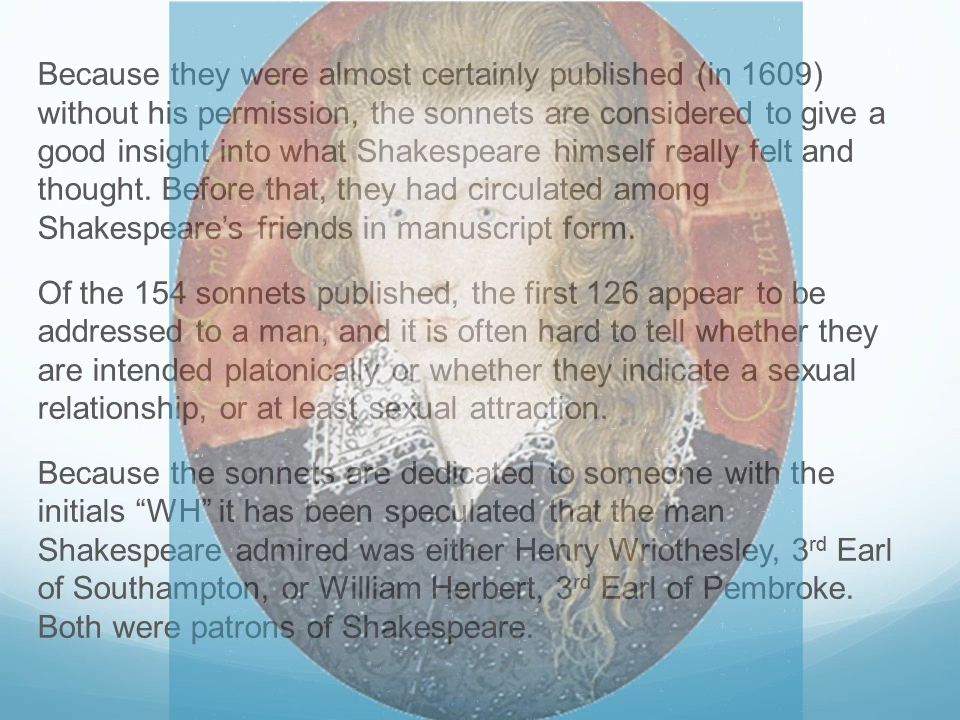 Because they were almost certainly published (in 1609)
without his permission, the sonnets are considered to give a
good insight into what Shakespeare himself really felt and
thought. Before that, they had circulated among
Shakespeare’s friends in manuscript form.
Of the 154 sonnets published, the first 126 appear to be
addressed to a man, and it is often hard to tell whether they
are intended platonically or whether they indicate a sexual
relationship, or at least sexual attraction.
Because the sonnets are dedicated to someone with the
initials “WH” it has been speculated that the man
Shakespeare admired was either Henry Wriothesley, 3rd Earl
of Southampton, or William Herbert, 3rd Earl of Pembroke.
Both were patrons of Shakespeare.